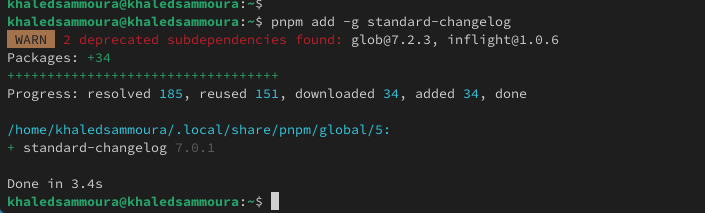 khaledsammoura@khaledsammoura:~$
khaledsammoura@khaledsammoura:~$ pnpm add -g standard-changelog
WARN 2 deprecated subdependencies found: glob@7.2.3, inflight@1.0.6
Packages: +34
++++++++++++++++++++++++++++++++++
Progress: resolved 185, reused 151, downloaded 34, added 34, done
/home/khaledsammoura/.local/share/pnpm/global/5:
+ standard-changelog 7.0.1
Done in 3.4s
khaledsammoura@khaledsammoura:~$